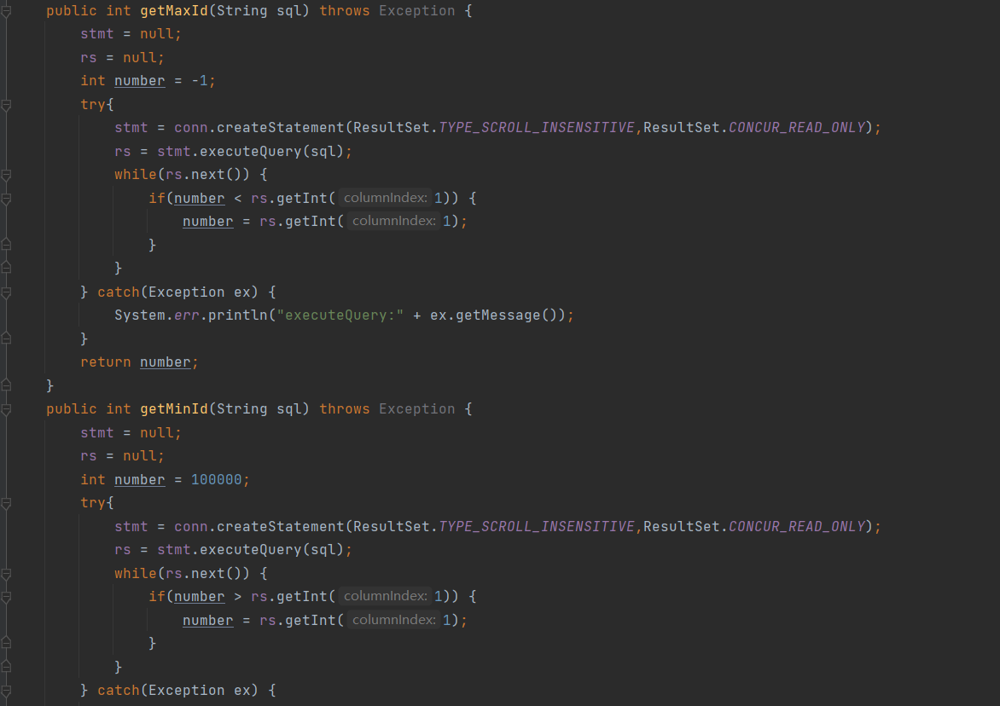 public int getMaxId(String sql) throws Exception {
stmt = null;
rs = null;
int number = -1;
try{
stmt = conn.createStatement(ResultSet.TYPE_SCROLL_INSENSITIVE,ResultSet.CONCUR_READ_ONLY);
rs = stmt.executeQuery(sql);
while(rs.next()) {
if(number < rs.getInt( columnIndex: 1)) {
number = rs.getInt( columnIndex: 1);
}
}
} catch(Exception ex) {
System.err.println("executeQuery:" + ex.getMessage());
}
return number;
}
public int getMinId(String sql) throws Exception {
stmt = null;
rs = null;
int number = 100000;
try{
stmt = conn.createStatement(ResultSet.TYPE_SCROLL_INSENSITIVE,ResultSet.CONCUR_READ_ONLY);
rs = stmt.executeQuery(sql);
while(rs.next()) {
if(number > rs.getInt( columnIndex: 1)) {
number = rs.getInt( columnIndex: 1);
}
}
} catch(Exception ex) {